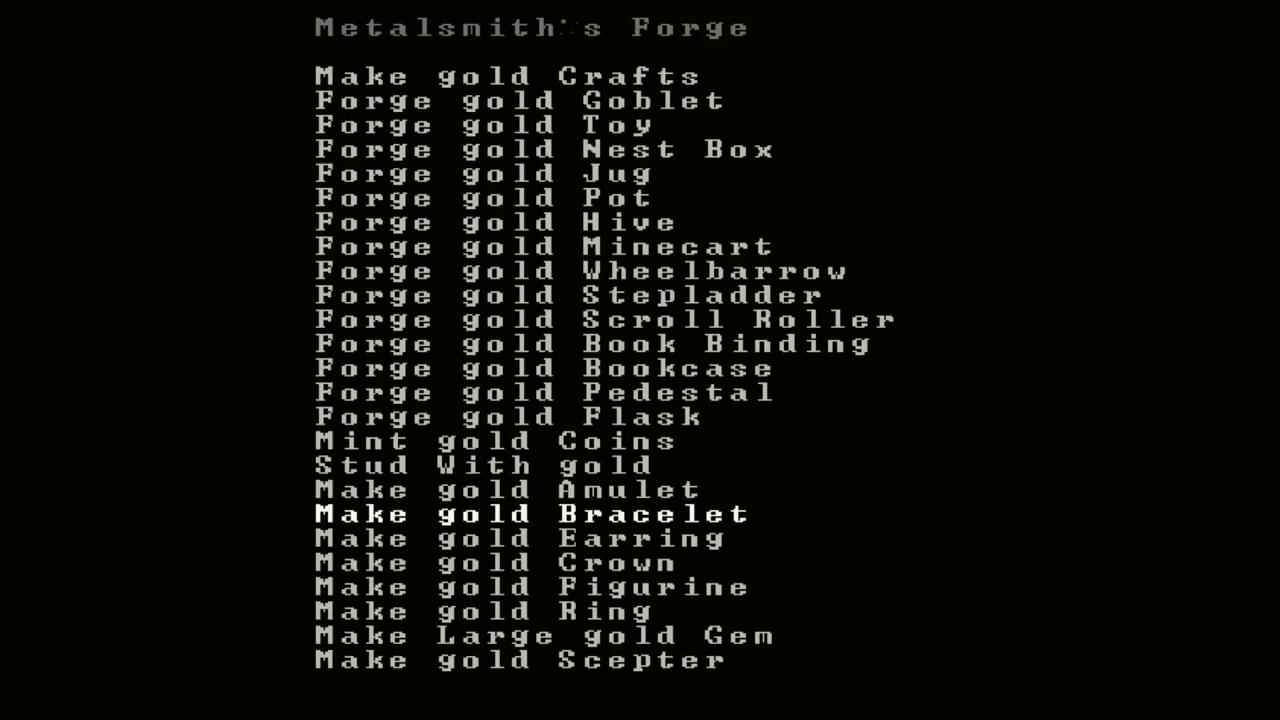 Metalsmith's Forge
Make gold Crafts
Forge gold Goblet
Forge gold Toy
Forge gold Nest Box
Forge gold Jug
Forge gold Pot
Forge gold Hive
Forge gold Minecart
Forge gold Wheelbarrow
Forge gold Stepladder
Forge gold Scroll Roller
Forge gold Book Binding
Forge gold Bookcase
Forge gold Pedestal
Forge gold Flask
Mint gold Coins
Stud With gold
Make gold Amulet
Make gold Bracelet
Make gold Earring
Make gold Crown
Make gold Figurine
Make gold Ring
Make Large gold Gem
Make gold Scepter